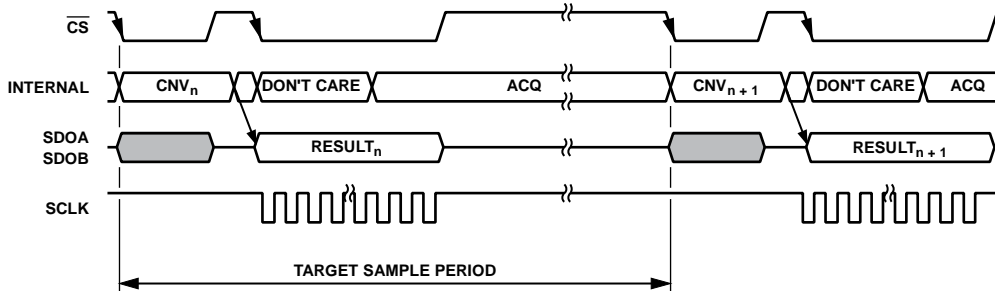 CS
INTERNAL CNVn DON'T CARE ACQ CNVn + 1 DON'T CARE ACQ
SDOA
SDOB
RESULTn RESULTn + 1
SCLK
TARGET SAMPLE PERIOD